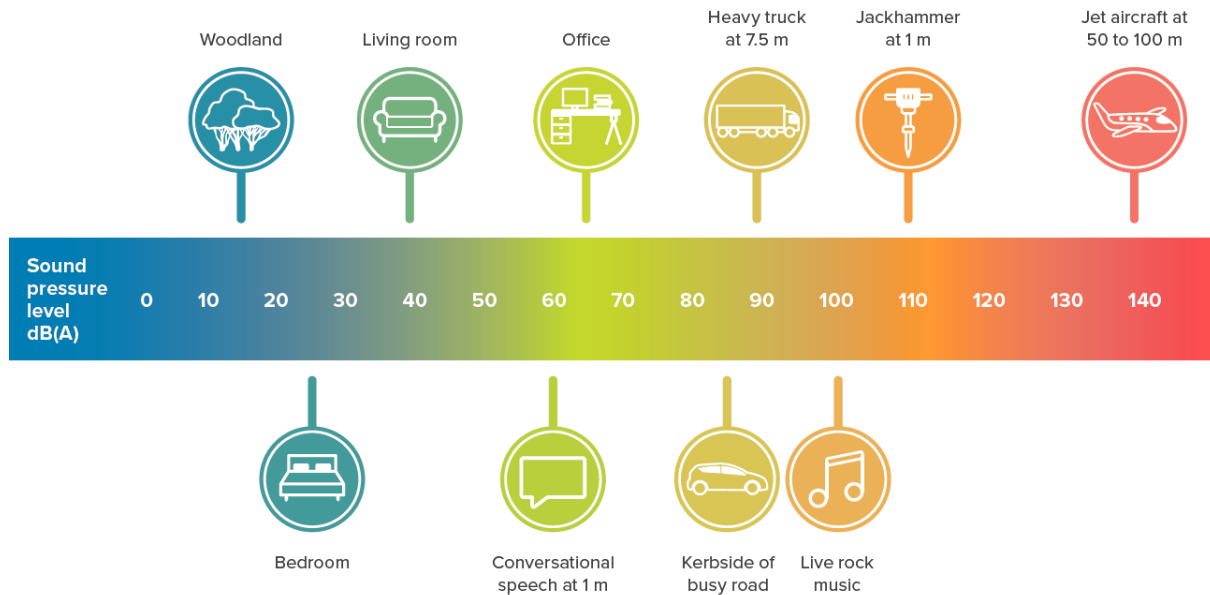 Woodland
Living room
Office
Heavy truck
at 7.5 m
Jackhammer
at 1 m
Jet aircraft at
50 to 100 m
Sound
pressure
level
dB(A)
0 10 20 30 40 50 60 70 80 90 100 110 120 130 140
Bedroom
Conversational
speech at 1 m
Kerbside of
busy road
Live rock
music